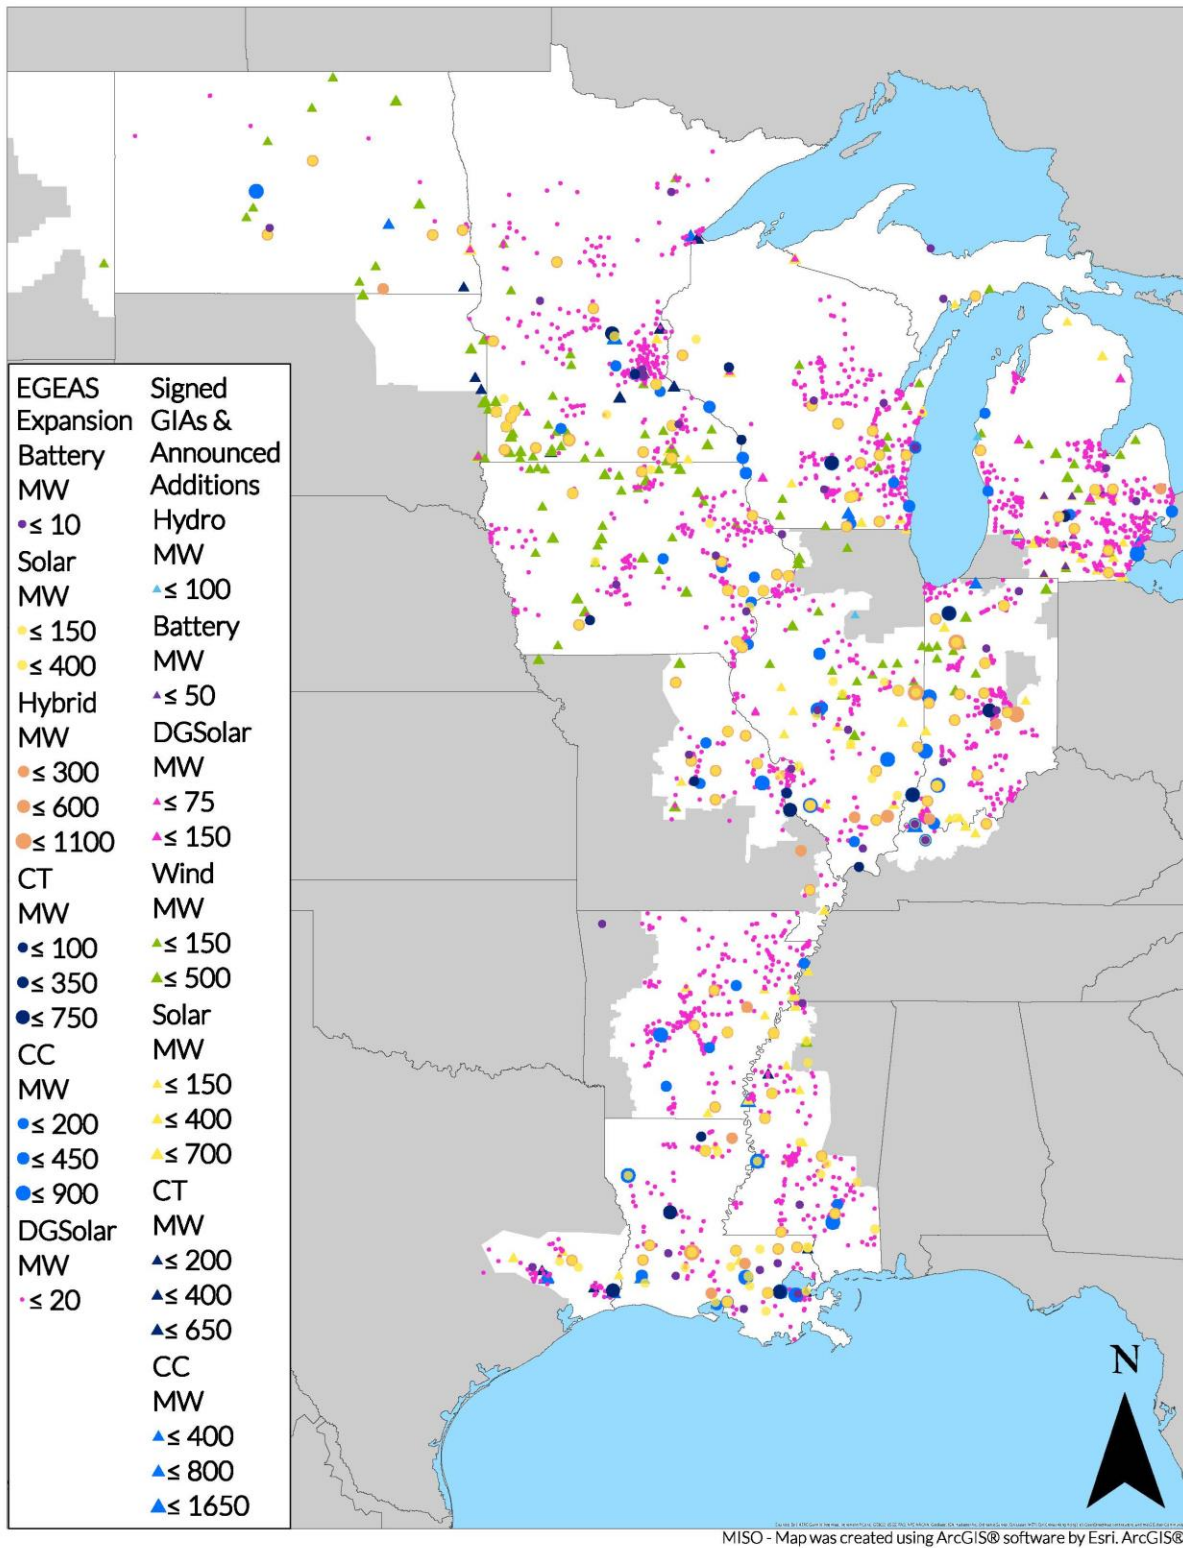 EGEAS
Expansion
Battery
MW
≤ 10
Solar
MW
≤ 150
≤ 400
Hybrid
MW
≤ 300
≤ 600
≤ 1100
CT
MW
≤ 100
≤ 350
≤ 750
CC
MW
≤ 200
≤ 450
≤ 900
DGSolar
MW
≤ 20
Signed
GIAs &
Announced
Additions
Hydro
MW
≤ 100
Battery
MW
≤ 50
DGSolar
MW
≤ 75
≤ 150
Wind
MW
≤ 150
≤ 500
Solar
MW
≤ 150
≤ 400
≤ 700
CT
MW
≤ 200
≤ 400
≤ 650
CC
MW
≤ 400
≤ 800
≤ 1650
N
MISO - Map was created using ArcGIS® software by Esri. ArcGIS®